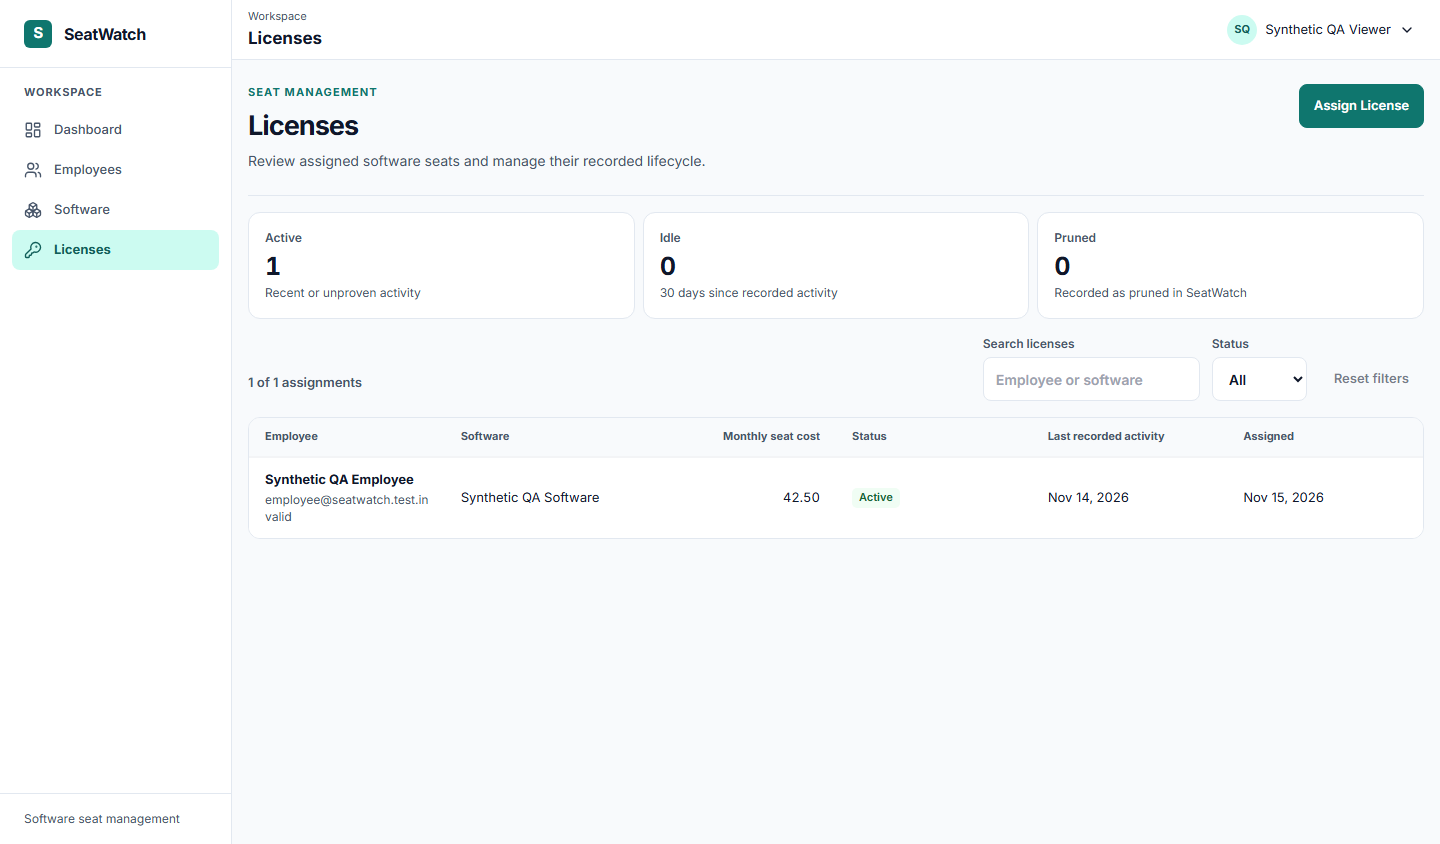 S
SeatWatch
WORKSPACE
Dashboard
Employees
Software
Licenses
Software seat management
Workspace
Licenses
SQ
Synthetic QA Viewer
SEAT MANAGEMENT
Licenses
Review assigned software seats and manage their recorded lifecycle.
Assign License
Active
1
Recent or unproven activity
Idle
0
30 days since recorded activity
Pruned
0
Recorded as pruned in SeatWatch
1 of 1 assignments
Search licenses
Employee or software
Status
All
Reset filters
Employee Software Monthly seat cost Status Last recorded activity Assigned
Synthetic QA Employee
employee@seatwatch.test.in
valid
Synthetic QA Software 42.50 Active Nov 14, 2026 Nov 15, 2026